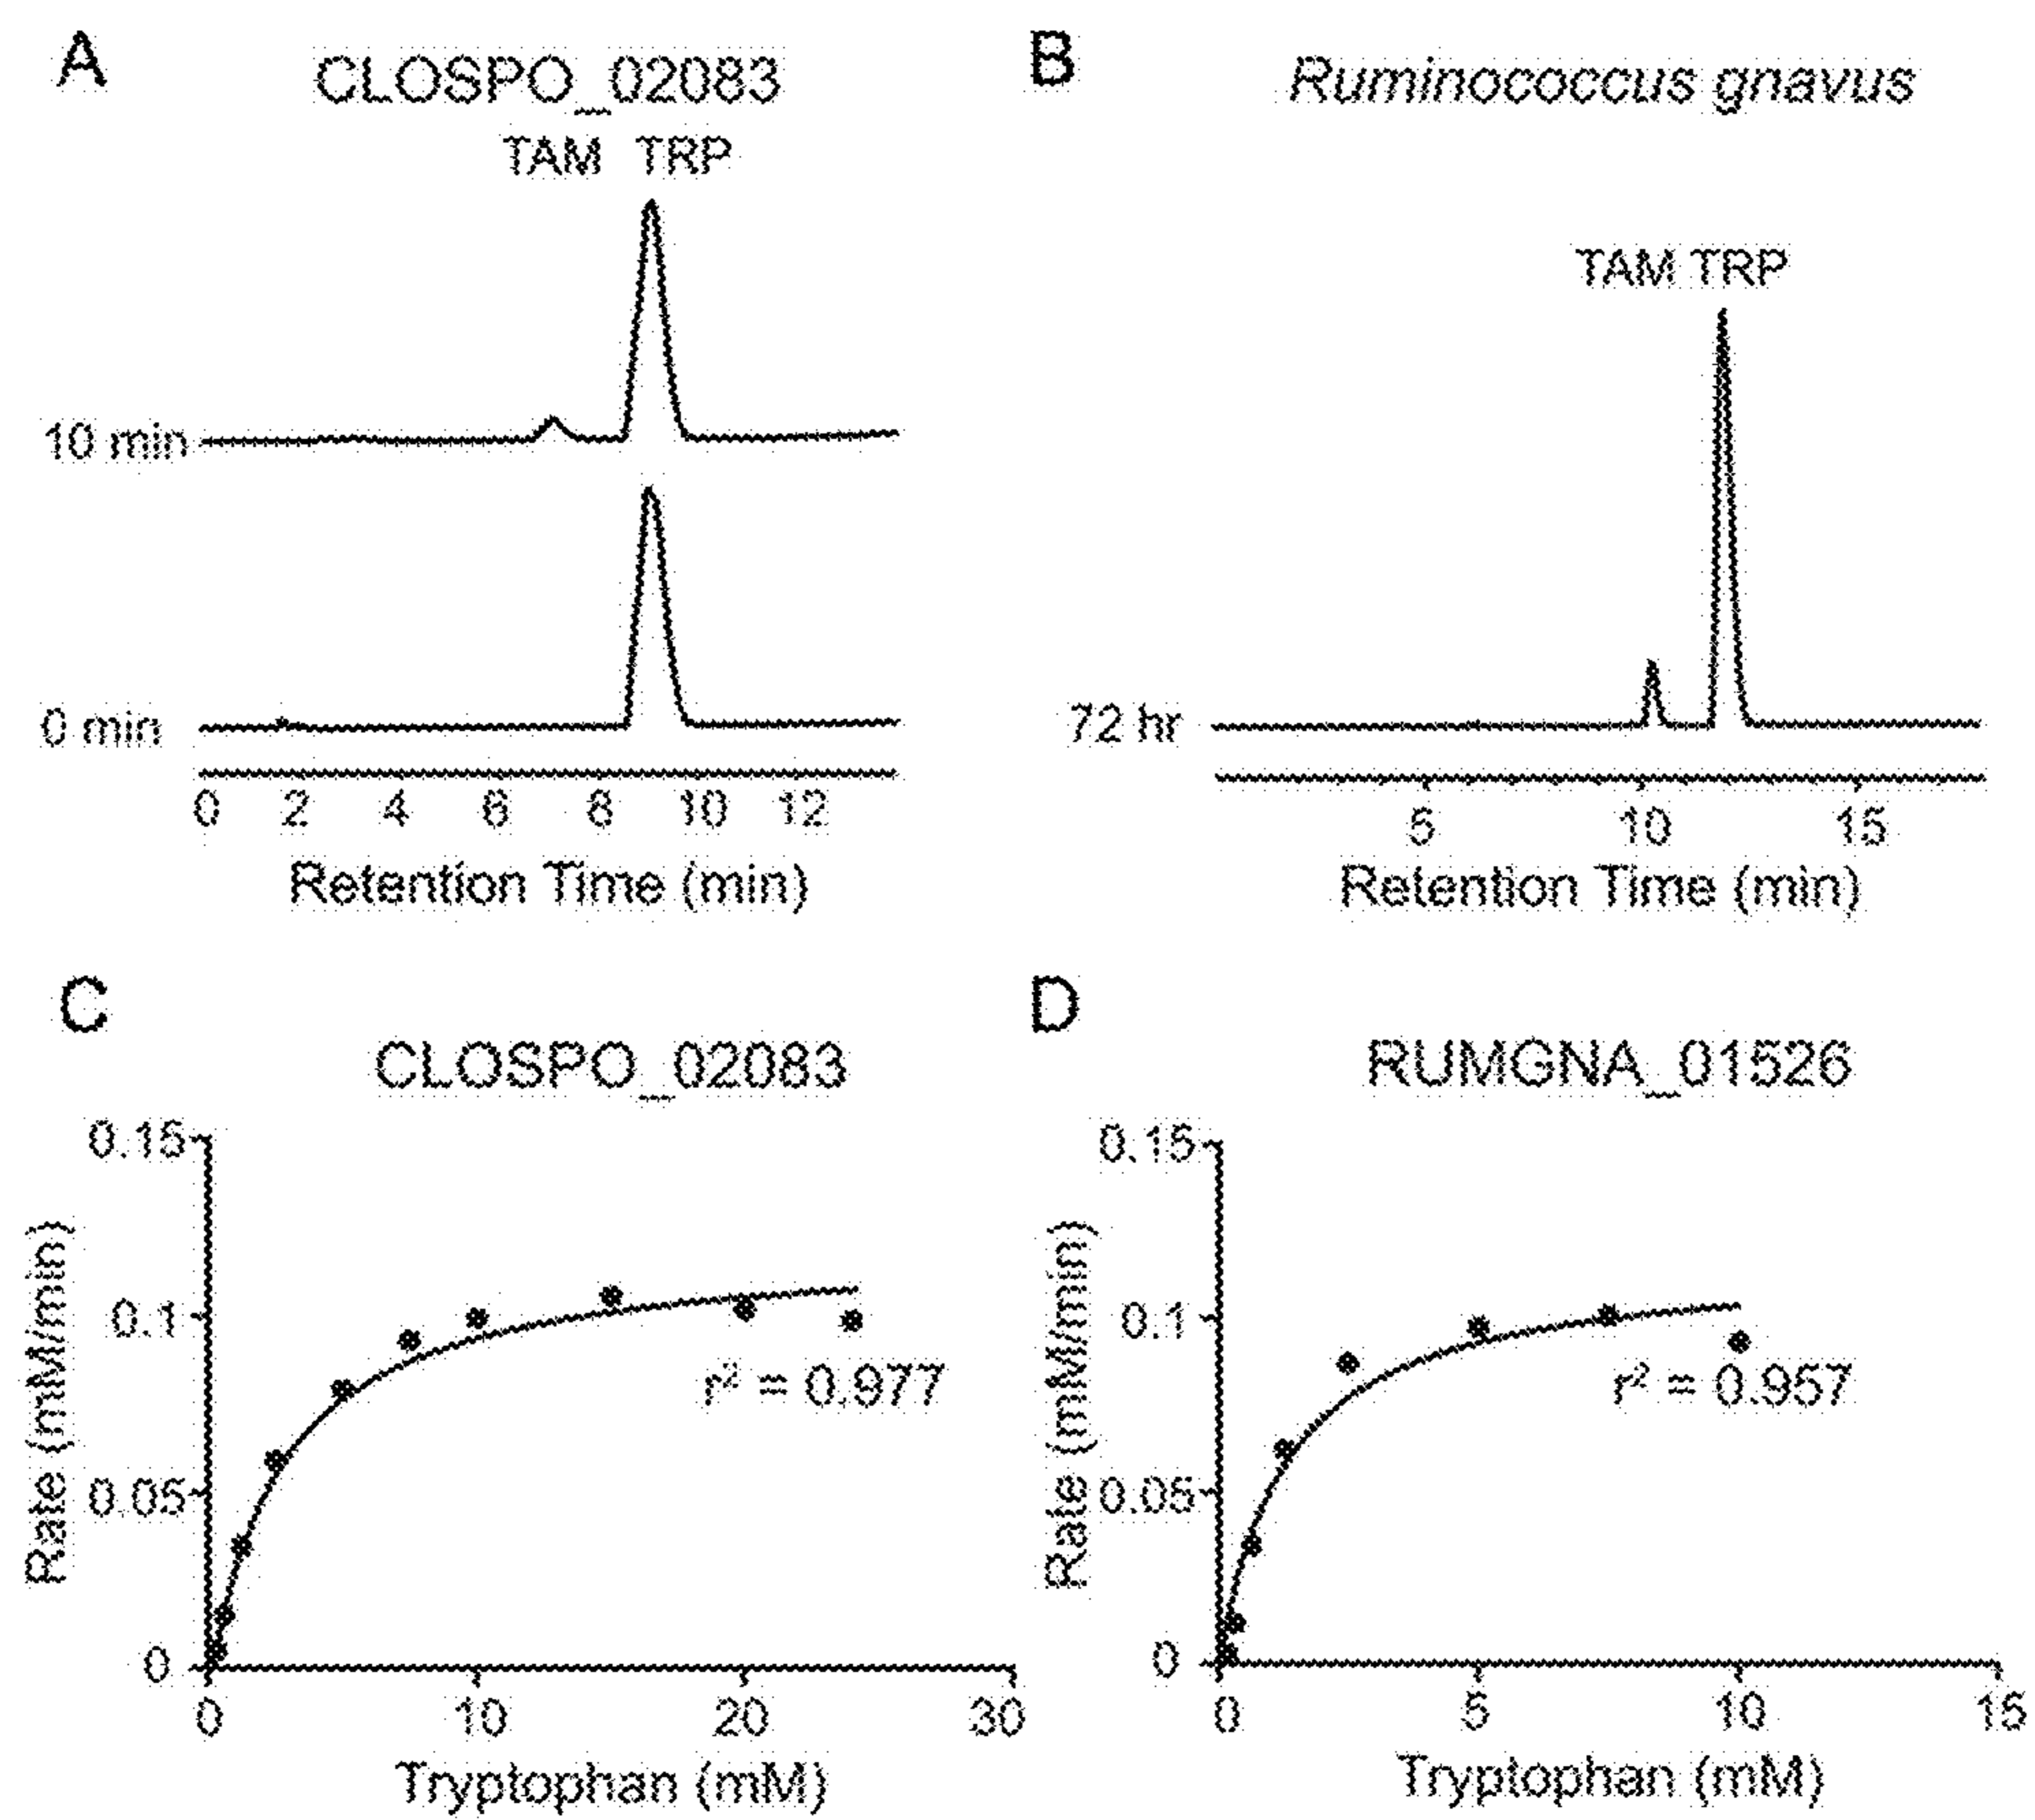 A
CLOSPO_02083
TAM TRP
10 min
0 min
0 2 4 6 8 10 12
Retention Time (min)
B
Ruminococcus gnavus
TAM TRP
72 hr
5 10 15
Retention Time (min)
C
CLOSPO_02083
0.15
0.1
0.05
0
Rate (mM/min)
r² = 0.977
0 10 20 30
Tryptophan (mM)
D
RUMGNA_01526
0.15
0.1
0.05
0
Rate (mM/min)
r² = 0.957
0 5 10 15
Tryptophan (mM)